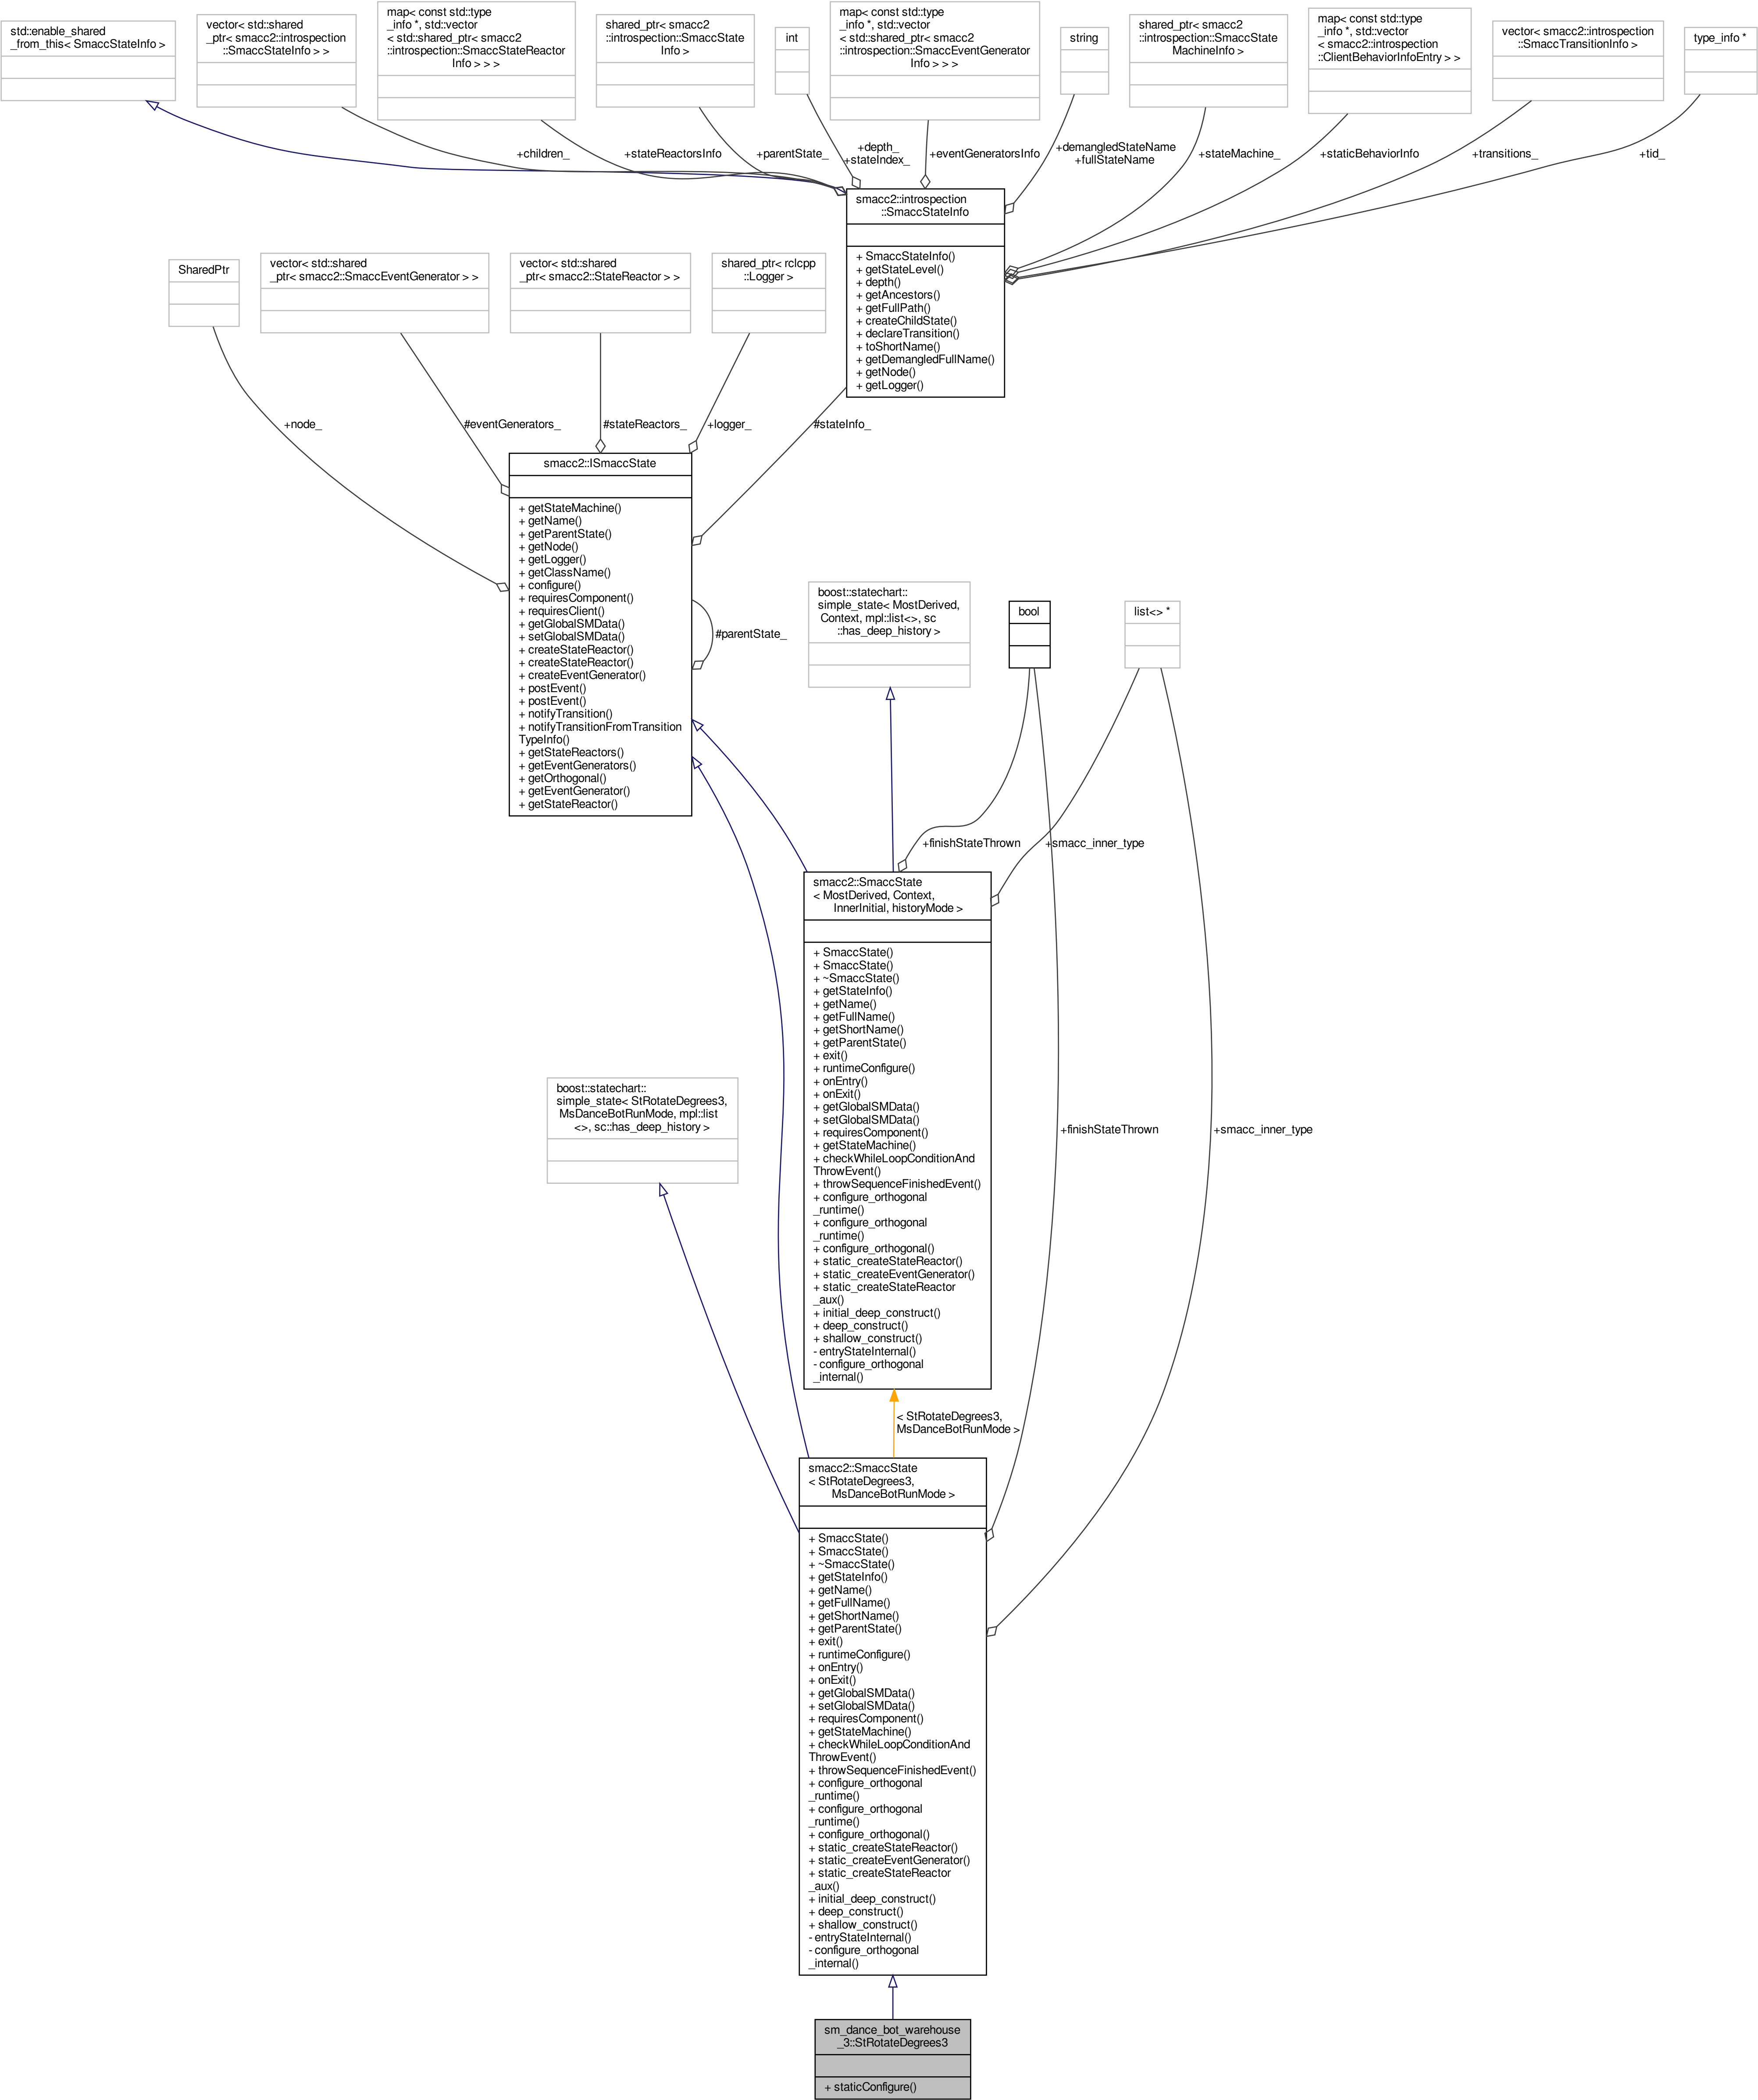 std::enable_shared
_from_this< SmaccStateInfo >
vector< std::shared
_ptr< smacc2::introspection
::SmaccStateInfo > >
map< const std::type
_info *, std::vector
< std::shared_ptr< smacc2
::introspection::SmaccStateReactor
Info > > >
shared_ptr< smacc2
::introspection::SmaccState
Info >
int
map< const std::type
_info *, std::vector
< std::shared_ptr< smacc2
::introspection::SmaccEventGenerator
Info > > >
string
shared_ptr< smacc2
::introspection::SmaccState
MachineInfo >
map< const std::type
_info *, std::vector
< smacc2::introspection
::ClientBehaviorInfoEntry > >
vector< smacc2::introspection
::SmaccTransitionInfo >
type_info *
+children_
+stateReactorsInfo
+parentState_
+depth_
+stateIndex_
+eventGeneratorsInfo
+demangledStateName
+fullStateName
+stateMachine_
+staticBehaviorInfo
+transitions_
+tid_
smacc2::introspection
::SmaccStateInfo
+ SmaccStateInfo()
+ getStateLevel()
+ depth()
+ getAncestors()
+ getFullPath()
+ createChildState()
+ declareTransition()
+ toShortName()
+ getDemangledFullName()
+ getNode()
+ getLogger()
SharedPtr
vector< std::shared
_ptr< smacc2::SmaccEventGenerator > >
vector< std::shared
_ptr< smacc2::StateReactor > >
shared_ptr< rclcpp
::Logger >
+node_
#eventGenerators_
#stateReactors_
+logger_
#stateInfo_
smacc2::ISmaccState
+ getStateMachine()
+ getName()
+ getParentState()
+ getNode()
+ getLogger()
+ getClassName()
+ configure()
+ requiresComponent()
+ requiresClient()
+ getGlobalSMData()
+ setGlobalSMData()
+ createStateReactor()
+ createStateReactor()
+ createEventGenerator()
+ postEvent()
+ postEvent()
+ notifyTransition()
+ notifyTransitionFromTransition
TypeInfo()
+ getStateReactors()
+ getEventGenerators()
+ getOrthogonal()
+ getEventGenerator()
+ getStateReactor()
#parentState_
boost::statechart::
simple_state< MostDerived,
Context, mpl::list<>, sc
::has_deep_history >
bool
list<> *
+finishStateThrown
+smacc_inner_type
smacc2::SmaccState
< MostDerived, Context,
InnerInitial, historyMode >
+ SmaccState()
+ SmaccState()
+ ~SmaccState()
+ getStateInfo()
+ getName()
+ getFullName()
+ getShortName()
+ getParentState()
+ exit()
+ runtimeConfigure()
+ onEntry()
+ onExit()
+ getGlobalSMData()
+ setGlobalSMData()
+ requiresComponent()
+ getStateMachine()
+ checkWhileLoopConditionAnd
ThrowEvent()
+ throwSequenceFinishedEvent()
+ configure_orthogonal
_runtime()
+ configure_orthogonal
_runtime()
+ configure_orthogonal()
+ static_createStateReactor()
+ static_createEventGenerator()
+ static_createStateReactor
_aux()
+ initial_deep_construct()
+ deep_construct()
+ shallow_construct()
- entryStateInternal()
- configure_orthogonal
_internal()
boost::statechart::
simple_state< StRotateDegrees3,
MsDanceBotRunMode, mpl::list
<>, sc::has_deep_history >
+finishStateThrown
+smacc_inner_type
< StRotateDegrees3,
MsDanceBotRunMode >
smacc2::SmaccState
< StRotateDegrees3,
MsDanceBotRunMode >
+ SmaccState()
+ SmaccState()
+ ~SmaccState()
+ getStateInfo()
+ getName()
+ getFullName()
+ getShortName()
+ getParentState()
+ exit()
+ runtimeConfigure()
+ onEntry()
+ onExit()
+ getGlobalSMData()
+ setGlobalSMData()
+ requiresComponent()
+ getStateMachine()
+ checkWhileLoopConditionAnd
ThrowEvent()
+ throwSequenceFinishedEvent()
+ configure_orthogonal
_runtime()
+ configure_orthogonal
_runtime()
+ configure_orthogonal()
+ static_createStateReactor()
+ static_createEventGenerator()
+ static_createStateReactor
_aux()
+ initial_deep_construct()
+ deep_construct()
+ shallow_construct()
- entryStateInternal()
- configure_orthogonal
_internal()
sm_dance_bot_warehouse
_3::StRotateDegrees3
+ staticConfigure()